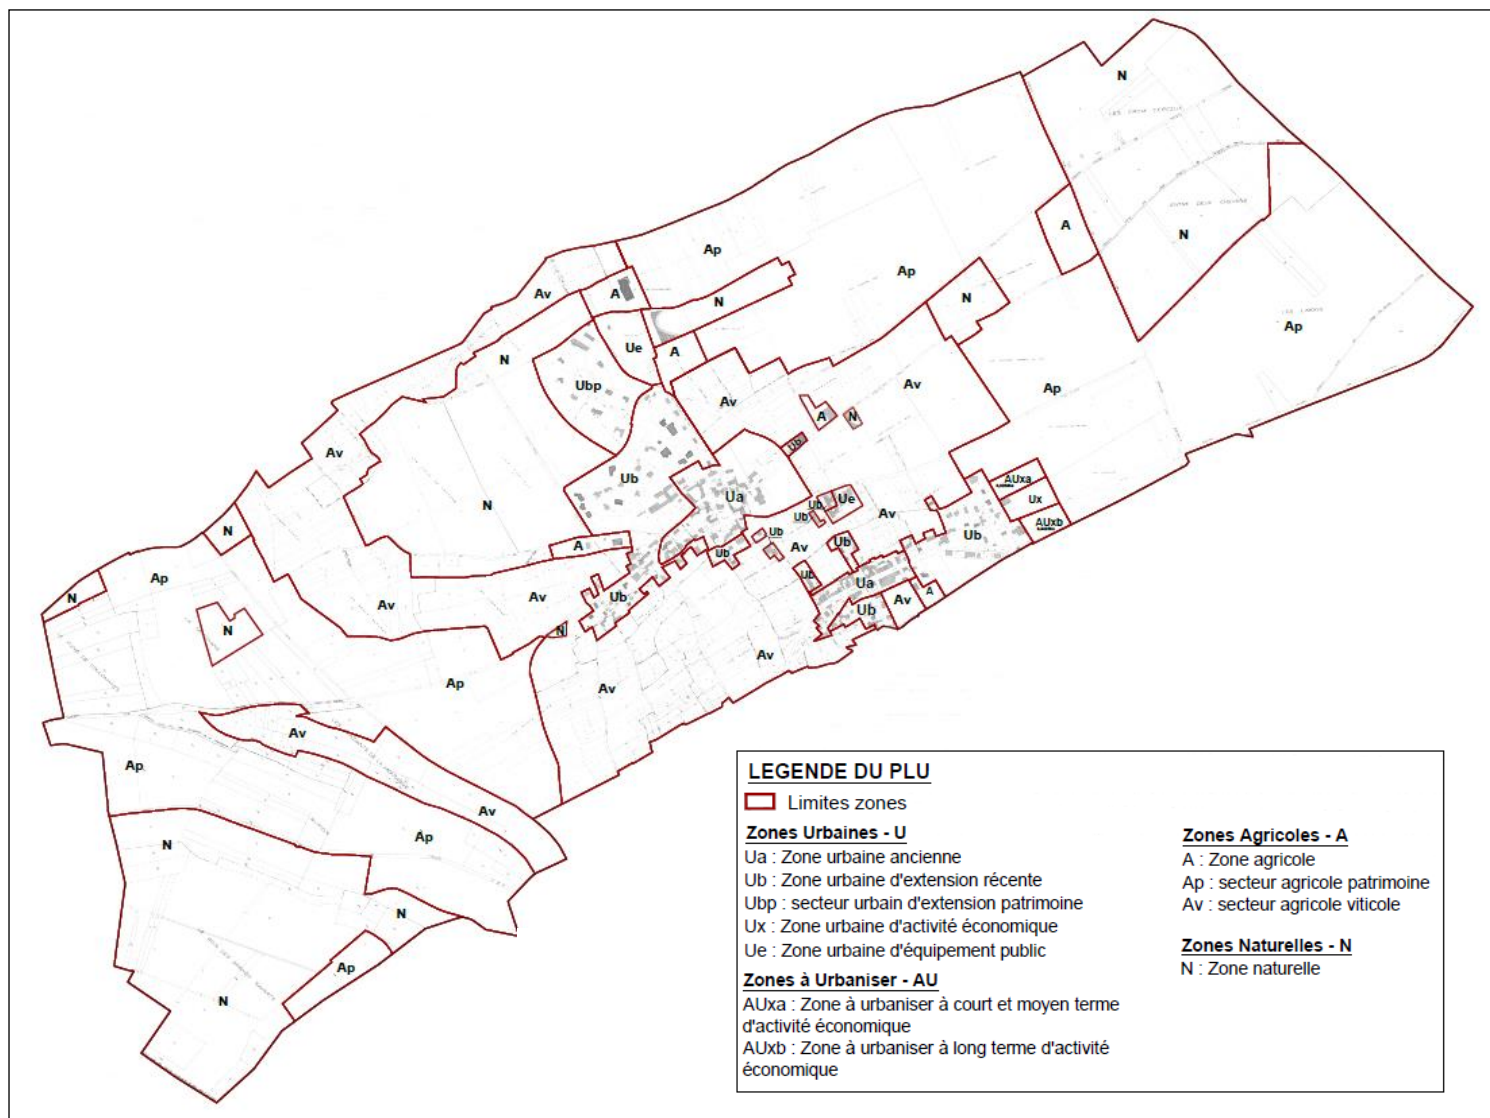 N
N
A
Ap
Ap
Av
A
N
N
Ap
Ue
A
N
Ubp
Av
Av
Ap
A
N
Ub
Av
Ub
Ua
AUxa
Ux
AUxb
N
Ub
Ue
Ub
Av
Ub
Ub
N
A
Ub
Av
Ub
Ub
Ap
Ua
N
Av
Av
Ub
Av
A
Ub
N
N
Av
Ap
Av
Av
Ap
Av
Ap
N
N
Ap
N
LEGENDE DU PLU
Limites zones
Zones Urbaines - U
Ua : Zone urbaine ancienne
Ub : Zone urbaine d'extension récente
Ubp : secteur urbain d'extension patrimoine
Ux : Zone urbaine d'activité économique
Ue : Zone urbaine d'équipement public
Zones à Urbaniser - AU
AUxa : Zone à urbaniser à court et moyen terme
d'activité économique
AUxb : Zone à urbaniser à long terme d'activité
économique
Zones Agricoles - A
A : Zone agricole
Ap : secteur agricole patrimoine
Av : secteur agricole viticole
Zones Naturelles - N
N : Zone naturelle